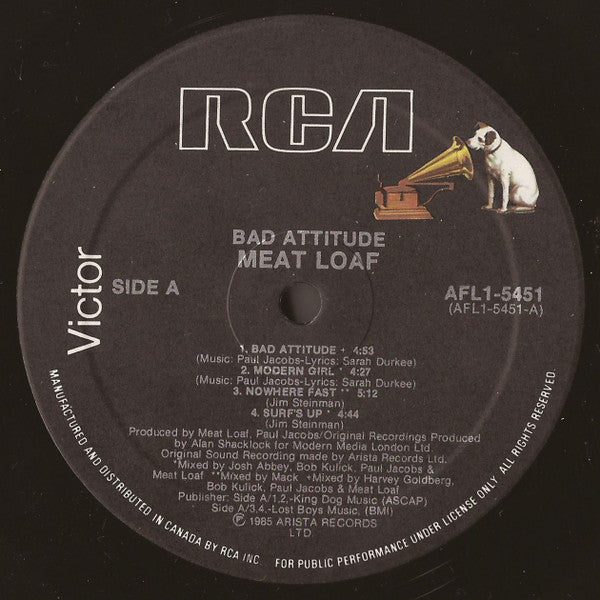 RCA
Victor
BAD ATTITUDE
MEAT LOAF
SIDE A
AFL1-5451
(AFL1-5451-A)
1. BAD ATTITUDE + 4:53
(Music: Paul Jacobs-Lyrics: Sarah Durkee)
2. MODERN GIRL * 4:27
(Music: Paul Jacobs-Lyrics: Sarah Durkee)
3. NOWHERE FAST ** 5:12
(Jim Steinman)
4. SURF'S UP * 4:44
(Jim Steinman)
Produced by Meat Loaf, Paul Jacobs/Original Recordings Produced
by Alan Shacklock for Modern Media London Ltd.
Original Sound Recording made by Arista Records Ltd.
*Mixed by Josh Abbey, Bob Kulick, Paul Jacobs &
Meat Loaf **Mixed by Mack +Mixed by Harvey Goldberg,
Bob Kulick, Paul Jacobs & Meat Loaf
Publisher: Side A/1,2,-King Dog Music (ASCAP)
Side A/3,4.-Lost Boys Music, (BMI)
℗ 1985 ARISTA RECORDS
LTD.
MANUFACTURED AND DISTRIBUTED IN CANADA BY RCA INC. FOR PUBLIC PERFORMANCE UNDER LICENSE ONLY. ALL RIGHTS RESERVED.